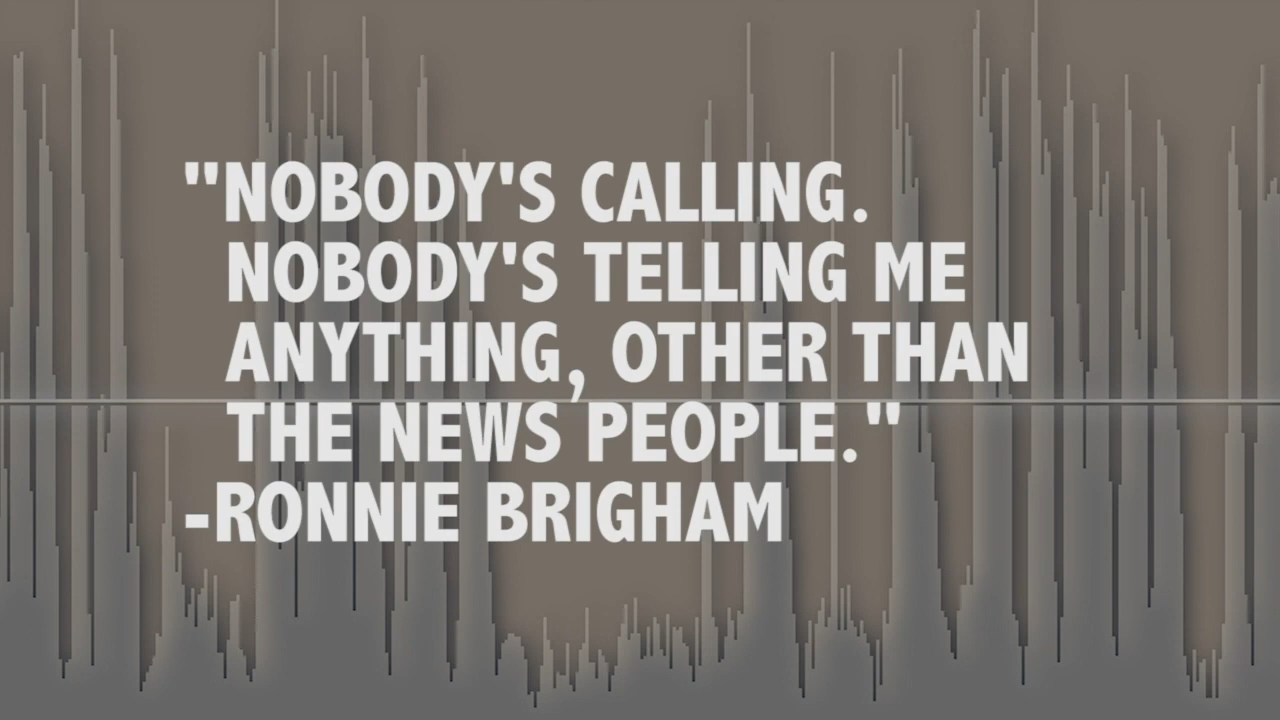 "NOBODY'S CALLING.
NOBODY'S TELLING ME
ANYTHING, OTHER THAN
THE NEWS PEOPLE."
-RONNIE BRIGHAM